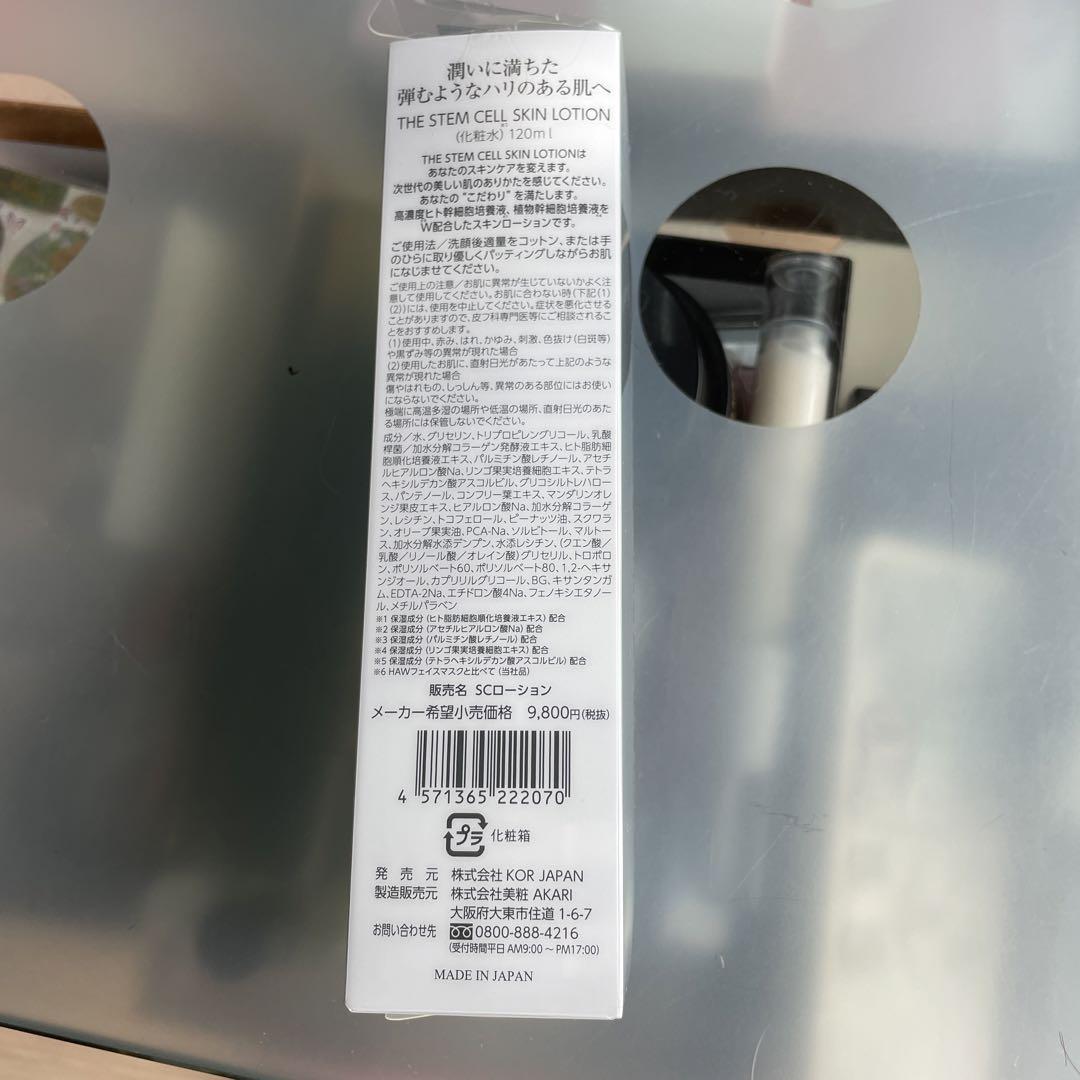 潤いに満ちた
弾むようなハリのある肌へ
THE STEM CELL SKIN LOTION
(化粧水) 120ml
THE STEM CELL SKIN LOTIONは
あなたのスキンケアを変えます。
次世代の美しい肌のありかたを感じてください。
あなたの "こだわり" を満たします。
高濃度ヒト幹細胞培養液、植物幹細胞培養液を
W配合したスキンローションです。
ご使用法/洗顔後適量をコットン、または手
のひらに取り優しくパッティングしながらお肌
になじませてください。
ご使用上の注意/お肌に異常が生じていないかよく注
意して使用してください。お肌に合わない時(下記(1)
(2))には、使用を中止してください。症状を悪化させる
ことがありますので、皮フ科専門医等にご相談されるこ
とをおすすめします。
(1)使用中、赤み、はれ、かゆみ、刺激、色抜け(白斑等)
や黒ずみ等の異常が現れた場合
(2)使用したお肌に、直射日光があたって上記のような
異常が現れた場合
傷やはれもの、しっしん等、異常のある部位にはお使い
にならないでください。
極端に高温多湿の場所や低温の場所、直射日光のあた
る場所には保管しないでください。
成分/水、グリセリン、トリプロピレングリコール、乳酸
桿菌/加水分解コラーゲン発酵液エキス、ヒト脂肪細
胞順化培養液エキス、パルミチン酸レチノール、アセチ
ルヒアルロン酸Na、リンゴ果実培養細胞エキス、テトラ
ヘキシルデカン酸アスコルビル、グリコシルトレハロー
ス、パンテノール、コンフリー葉エキス、マンダリンオレ
ンジ果皮エキス、ヒアルロン酸Na、加水分解コラーゲ
ン、レシチン、トコフェロール、ピーナッツ油、スクワラ
ン、オリーブ果実油、PCA-Na、ソルビトール、マルトー
ス、加水分解水添デンプン、水添レシチン、(クエン酸/
乳酸/リノール酸/オレイン酸)グリセリル、トロポロ
ン、ポリソルベート60、ポリソルベート80、1,2-ヘキサ
ンジオール、カプリリルグリコール、BG、キサンタンガ
ム、EDTA-2Na、エチドロン酸4Na、フェノキシエタノー
ル、メチルパラベン
※1 保湿成分 (ヒト脂肪細胞順化培養液エキス) 配合
※2 保湿成分 (アセチルヒアルロン酸Na) 配合
※3 保湿成分 (パルミチン酸レチノール) 配合
※4 保湿成分 (リンゴ果実培養細胞エキス) 配合
※5 保湿成分 (テトラヘキシルデカン酸アスコルビル) 配合
※6 HAWフェイスマスクと比べて (当社品)
販売名 SCローション
メーカー希望小売価格 9,800円(税抜)
4 571365 222070
プラ 化粧箱
発売元 株式会社 KOR JAPAN
製造販売元 株式会社美粧 AKARI
大阪府大東市住道 1-6-7
お問い合わせ先 0800-888-4216
(受付時間平日 AM9:00～PM17:00)
MADE IN JAPAN